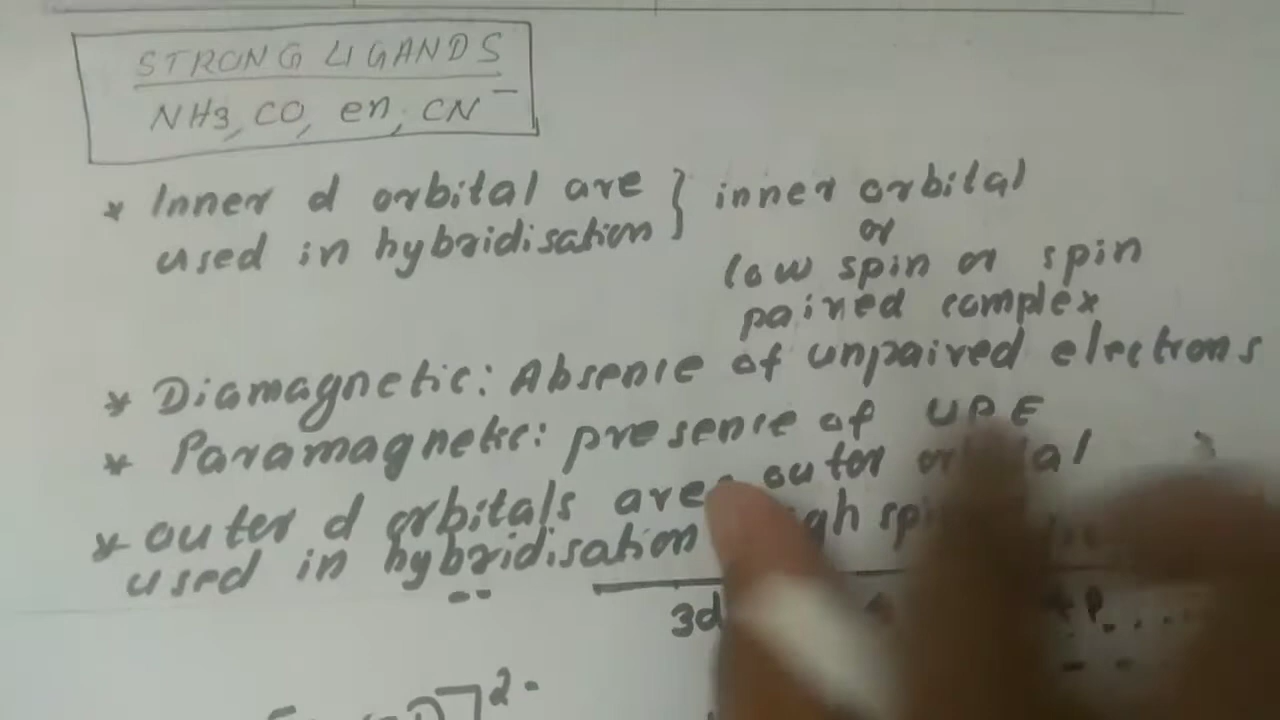 STRONG LIGANDS
NH3, CO, en, CN⁻
* Inner d orbital are } inner orbital
used in hybridisation
or
low spin or spin
paired complex
* Diamagnetic: Absence of unpaired electrons
* Paramagnetic: presence of UPE
* outer d orbitals are outer
used in hybridisation
3d
2-